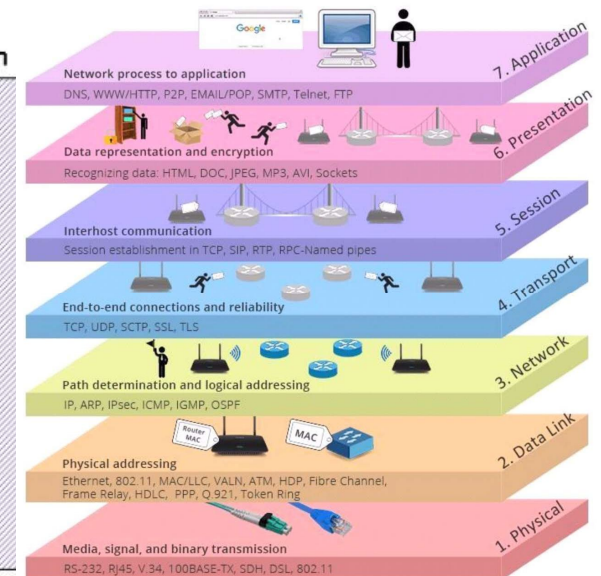 n
Google
7. Application
Network process to application
DNS, WWW/HTTP, P2P, EMAIL/POP, SMTP, Telnet, FTP
6. Presentation
Data representation and encryption
Recognizing data: HTML, DOC, JPEG, MP3, AVI, Sockets
5. Session
Interhost communication
Session establishment in TCP, SIP, RTP, RPC-Named pipes
4. Transport
End-to-end connections and reliability
TCP, UDP, SCTP, SSL, TLS
3. Network
Path determination and logical addressing
IP, ARP, IPsec, ICMP, IGMP, OSPF
2. Data Link
Router
MAC
MAC
Physical addressing
Ethernet, 802.11, MAC/LLC, VALN, ATM, HDP, Fibre Channel,
Frame Relay, HDLC, PPP, Q.921, Token Ring
1. Physical
Media, signal, and binary transmission
RS-232, RJ45, V.34, 100BASE-TX, SDH, DSL, 802.11